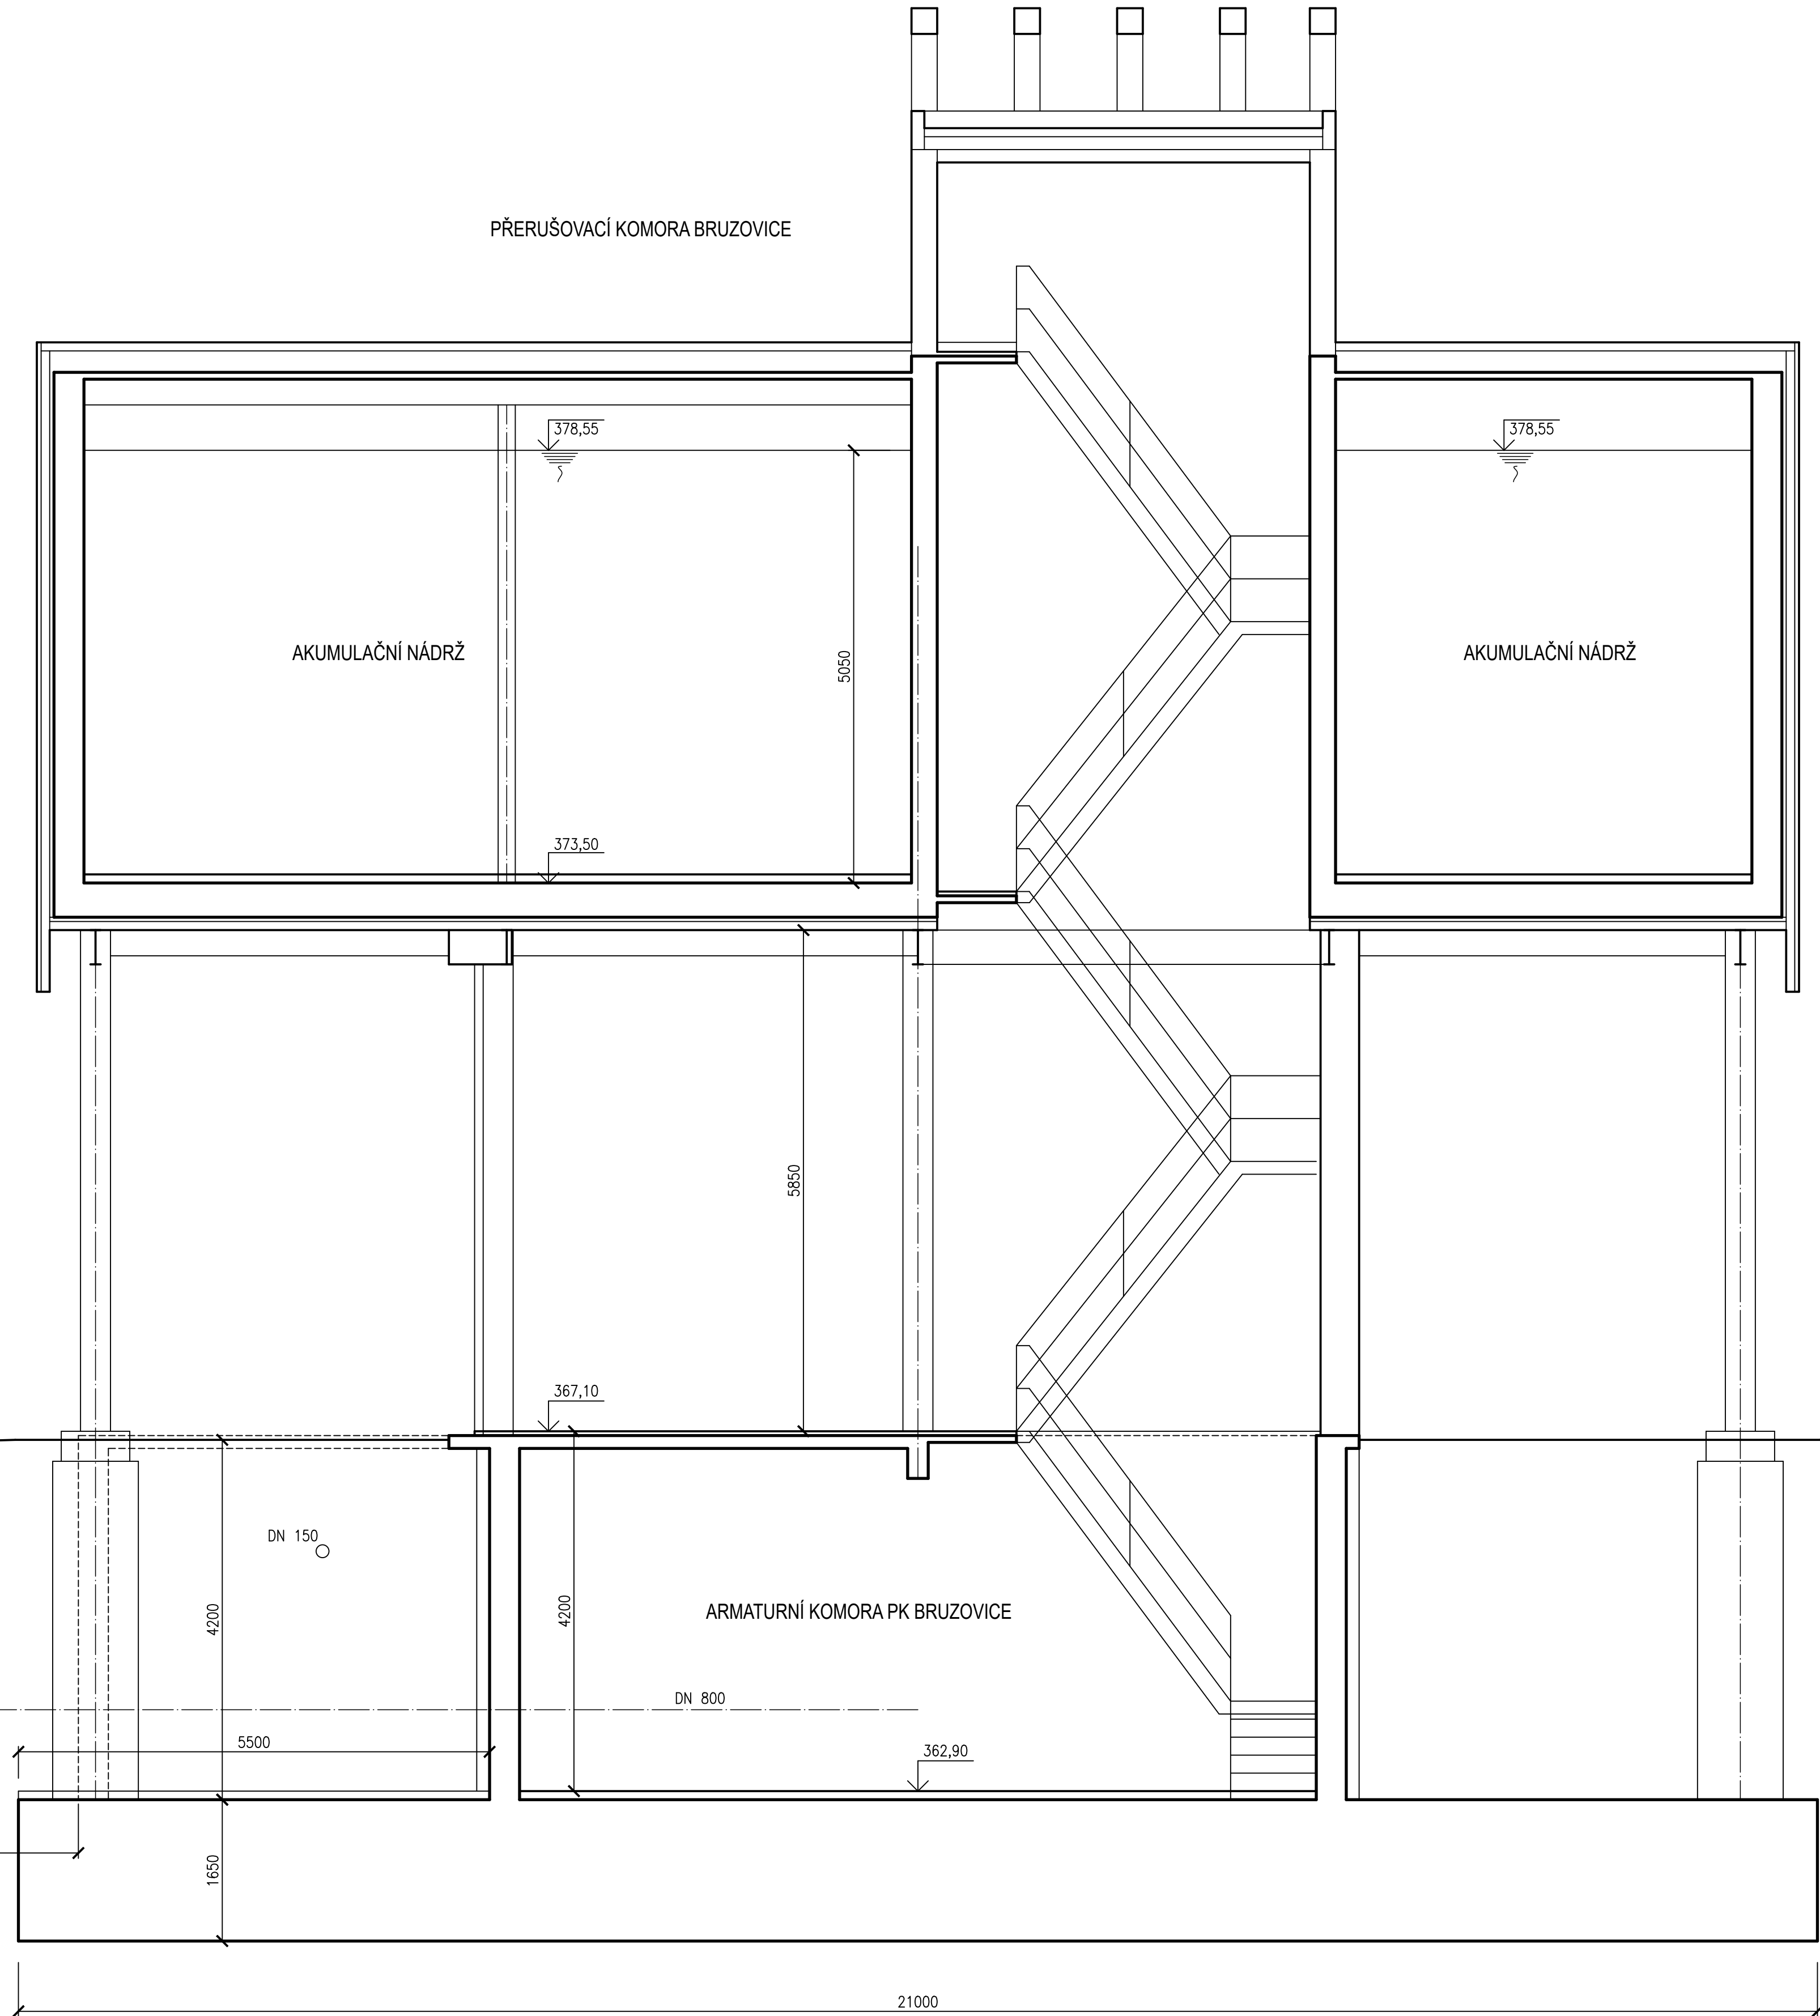 PŘERUŠOVACÍ KOMORA BRUZOVICE
378,55
378,55
AKUMULAČNÍ NÁDRŽ
5050
AKUMULAČNÍ NÁDRŽ
373,50
5850
367,10
DN 150
4200
4200
ARMATURNÍ KOMORA PK BRUZOVICE
DN 800
5500
362,90
1650
21000